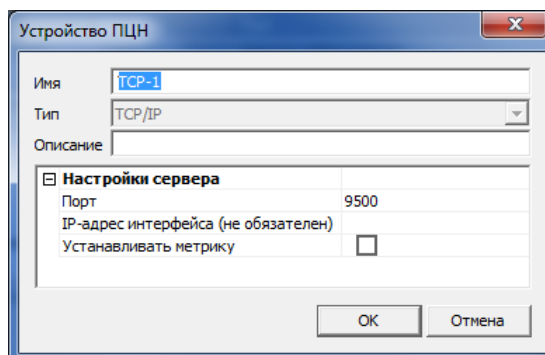 Устройство ПЦН
Имя TCP-1
Тип TCP/IP
Описание
Настройки сервера
Порт 9500
IP-адрес интерфейса (не обязателен)
Устанавливать метрику
OK Отмена